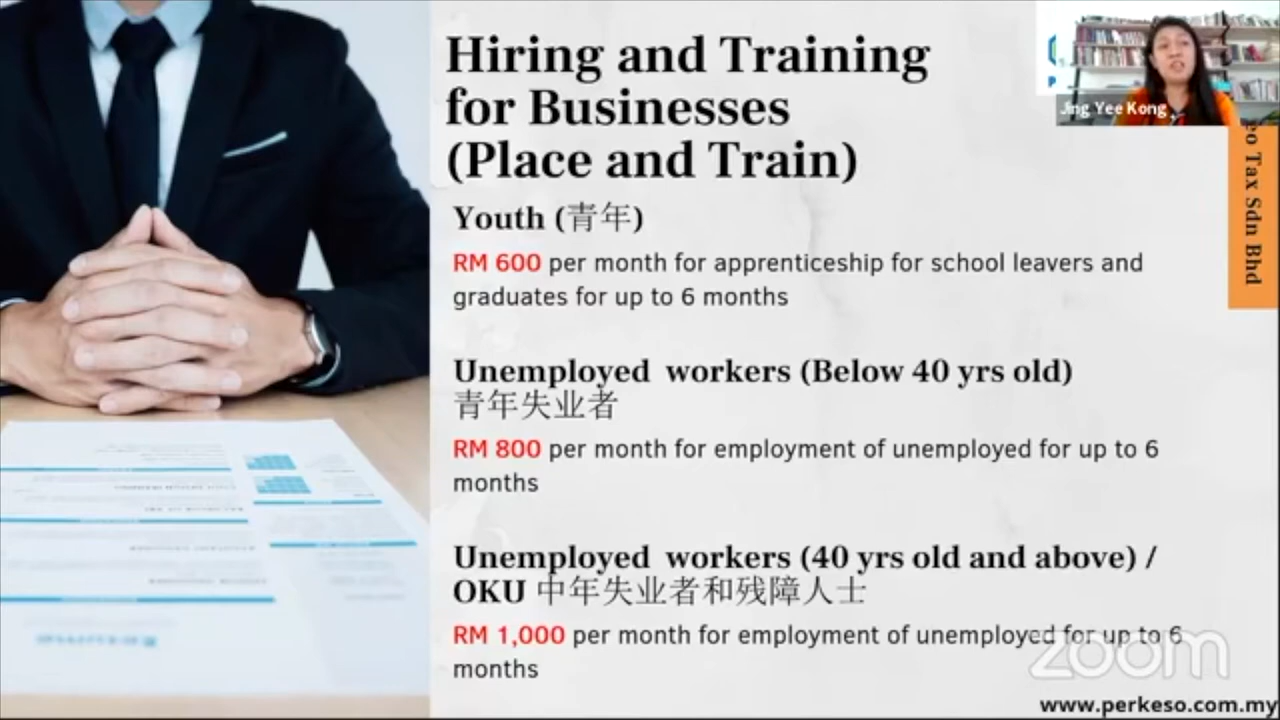 Hiring and Training
for Businesses
(Place and Train)
Youth (青年)
RM 600 per month for apprenticeship for school leavers and
graduates for up to 6 months
Unemployed workers (Below 40 yrs old)
青年失业者
RM 800 per month for employment of unemployed for up to 6
months
Unemployed workers (40 yrs old and above) /
OKU 中年失业者和残障人士
RM 1,000 per month for employment of unemployed for up to 6
months
Jing Yee Kong
Tax Sdn Bhd
zoom
www.perkeso.com.my